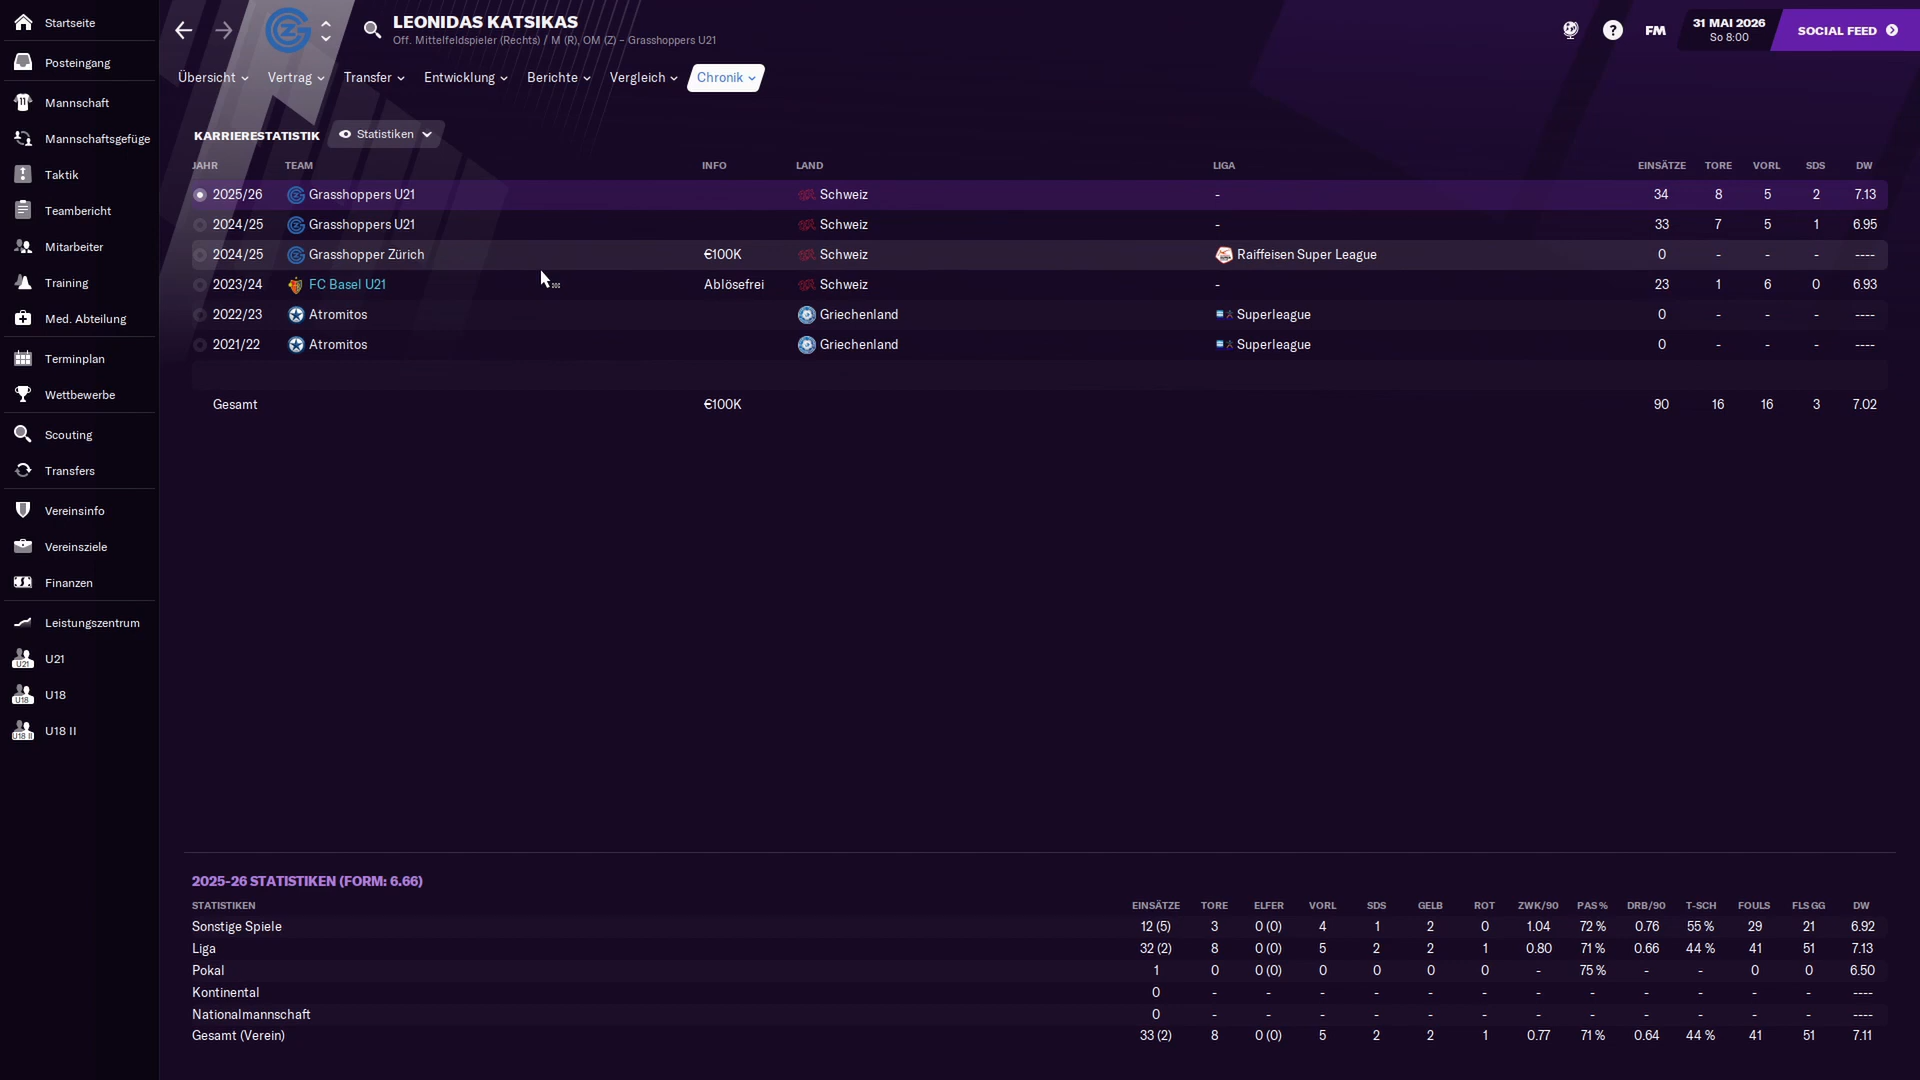 Startseite
Posteingang
Mannschaft
Mannschaftsgefüge
Taktik
Teambericht
Mitarbeiter
Training
Med. Abteilung
Terminplan
Wettbewerbe
Scouting
Transfers
Vereinsinfo
Vereinsziele
Finanzen
Leistungszentrum
U21 U21
U18 U18
U18 II U18 II
LEONIDAS KATSIKAS
Off. Mittelfeldspieler (Rechts) / M (R), OM (Z) – Grasshoppers U21
FM 31 MAI 2026 SOCIAL FEED
So 8:00
Übersicht Vertrag Transfer Entwicklung Berichte Vergleich Chronik
KARRIERESTATISTIK Statistiken
JAHR TEAM INFO LAND LIGA EINSÄTZE TORE VORL SDS DW
2025/26 Grasshoppers U21 Schweiz - 34 8 5 2 7.13
2024/25 Grasshoppers U21 Schweiz - 33 7 5 1 6.95
2024/25 Grasshopper Zürich €100K Schweiz Raiffeisen Super League 0 - - - ----
2023/24 FC Basel U21 Ablösefrei Schweiz - 23 1 6 0 6.93
2022/23 Atromitos Griechenland Superleague 0 - - - ----
2021/22 Atromitos Griechenland Superleague 0 - - - ----
Gesamt €100K 90 16 16 3 7.02
2025-26 STATISTIKEN (FORM: 6.66)
STATISTIKEN EINSÄTZE TORE ELFER VORL SDS GELB ROT ZWK/90 PAS % DRB/90 T-SCH FOULS FLS GG DW
Sonstige Spiele 12 (5) 3 0 (0) 4 1 2 0 1.04 72 % 0.76 55 % 29 21 6.92
Liga 32 (2) 8 0 (0) 5 2 2 1 0.80 71 % 0.66 44 % 41 51 7.13
Pokal 1 0 0 (0) 0 0 0 0 - 75 % - - 0 0 6.50
Kontinental 0 - - - - - - - - - - - - ----
Nationalmannschaft 0 - - - - - - - - - - - - ----
Gesamt (Verein) 33 (2) 8 0 (0) 5 2 2 1 0.77 71 % 0.64 44 % 41 51 7.11